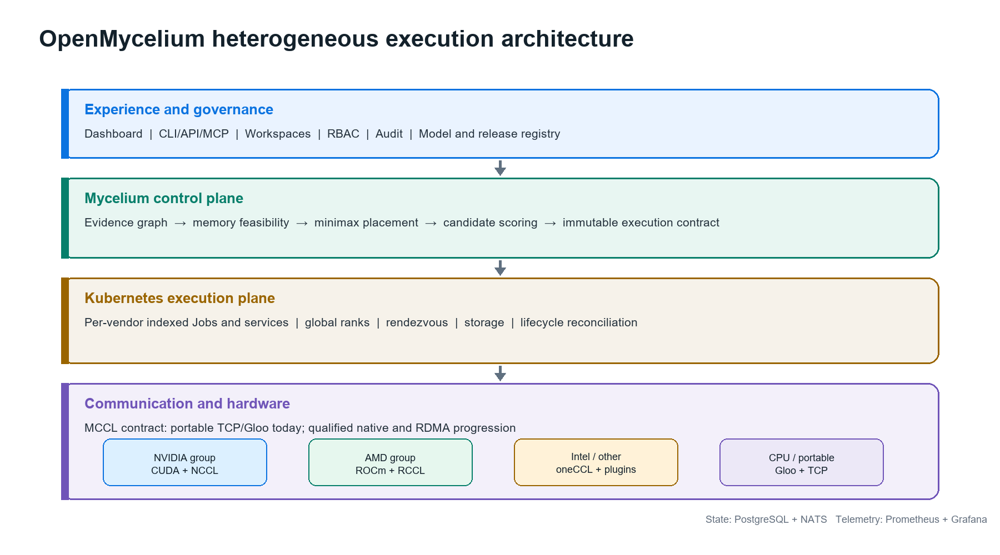 OpenMycelium heterogeneous execution architecture
Experience and governance
Dashboard | CLI/API/MCP | Workspaces | RBAC | Audit | Model and release registry
Mycelium control plane
Evidence graph → memory feasibility → minimax placement → candidate scoring → immutable execution contract
Kubernetes execution plane
Per-vendor indexed Jobs and services | global ranks | rendezvous | storage | lifecycle reconciliation
Communication and hardware
MCCL contract: portable TCP/Gloo today; qualified native and RDMA progression
NVIDIA group
CUDA + NCCL
AMD group
ROCm + RCCL
Intel / other
oneCCL + plugins
CPU / portable
Gloo + TCP
State: PostgreSQL + NATS   Telemetry: Prometheus + Grafana